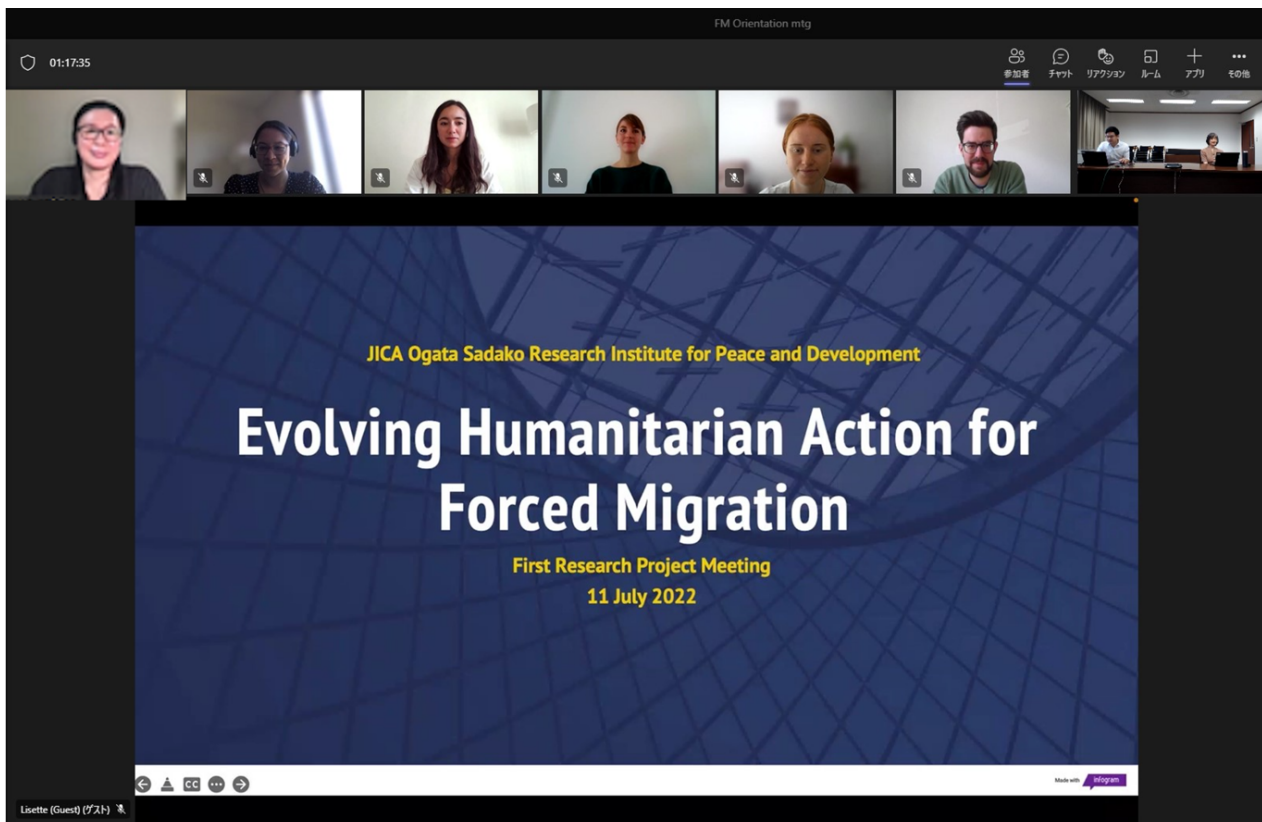 FM Orientation mtg
01:17:35
参加者
チャット
リアクション
ルーム
アプリ
その他
JICA Ogata Sadako Research Institute for Peace and Development
Evolving Humanitarian Action for
Forced Migration
First Research Project Meeting
11 July 2022
CC
Made with infogram
Lisette (Guest) (ゲスト)